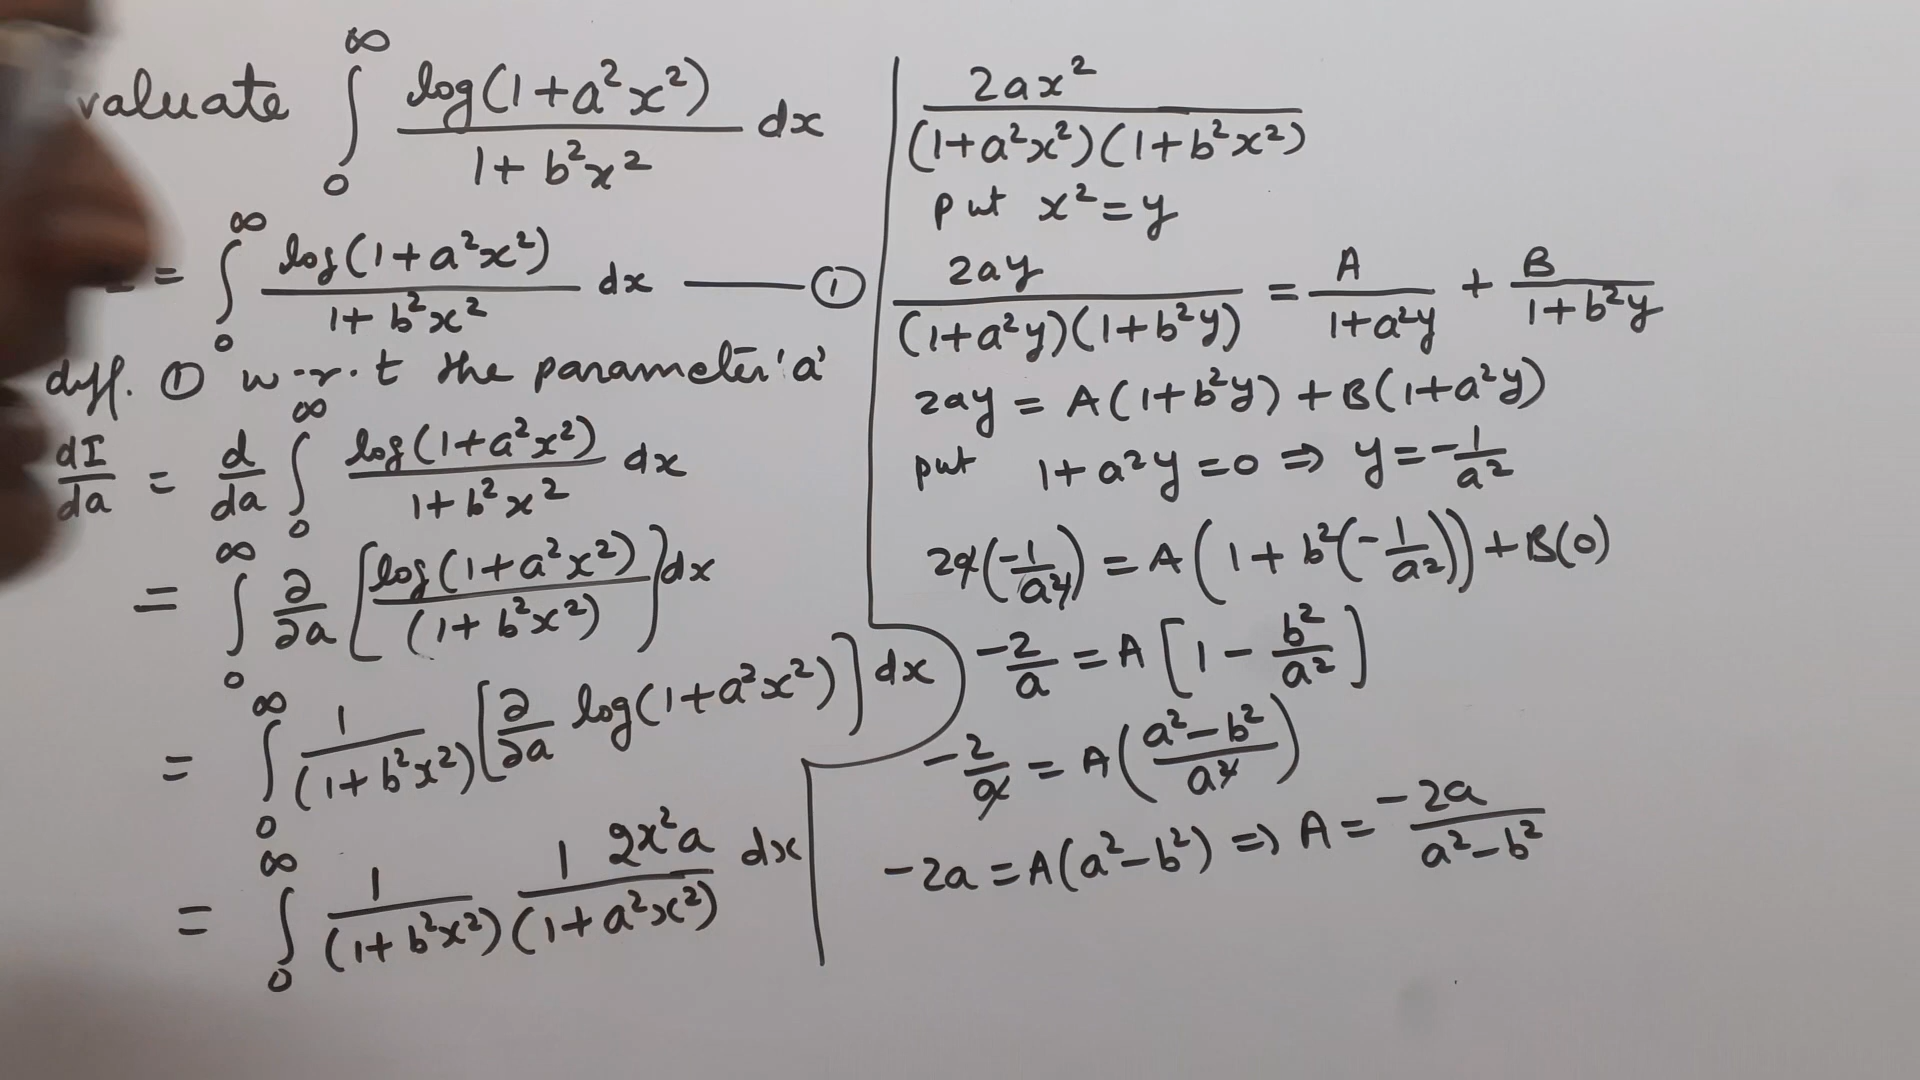 valuate ∫₀^∞ log(1+a²x²) / 1+b²x² dx
= ∫₀^∞ log(1+a²x²) / 1+b²x² dx —— ①
diff. ① w.r.t the parameter 'a'
dI/da = d/da ∫₀^∞ log(1+a²x²) / 1+b²x² dx
= ∫₀^∞ ∂/∂a [log(1+a²x²) / (1+b²x²)] dx
= ∫₀^∞ 1/(1+b²x²) [∂/∂a log(1+a²x²)] dx
= ∫₀^∞ 1/(1+b²x²) 1 2x²a/(1+a²x²) dx
2ax² / (1+a²x²)(1+b²x²)
put x²=y
2ay / (1+a²y)(1+b²y) = A / 1+a²y + B / 1+b²y
2ay = A(1+b²y) + B(1+a²y)
put 1+a²y=0 ⇒ y=-1/a²
2a(-1/a²) = A(1+b²(-1/a²)) + B(0)
-2/a = A[1 - b²/a²]
-2/a = A(a²-b² / a²)
-2a = A(a²-b²) ⇒ A = -2a / a²-b²